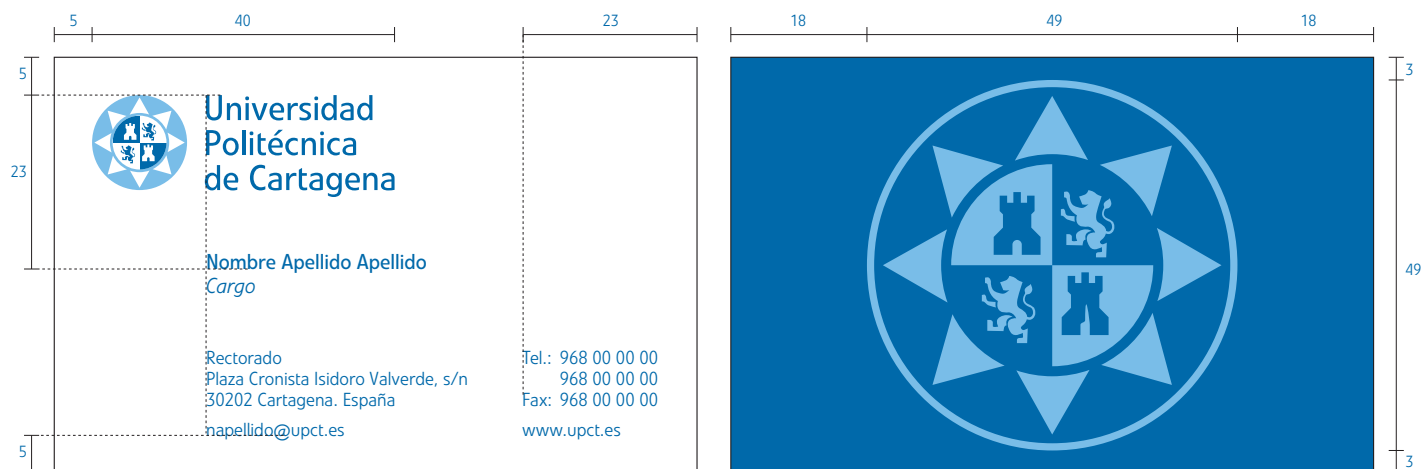 5 40 23 18 49 18
5
3
Universidad
Politécnica
de Cartagena
23
Nombre Apellido Apellido
Cargo
49
Rectorado
Plaza Cronista Isidoro Valverde, s/n
30202 Cartagena. España
napellido@upct.es
Tel.: 968 00 00 00
968 00 00 00
Fax: 968 00 00 00
www.upct.es
5
3